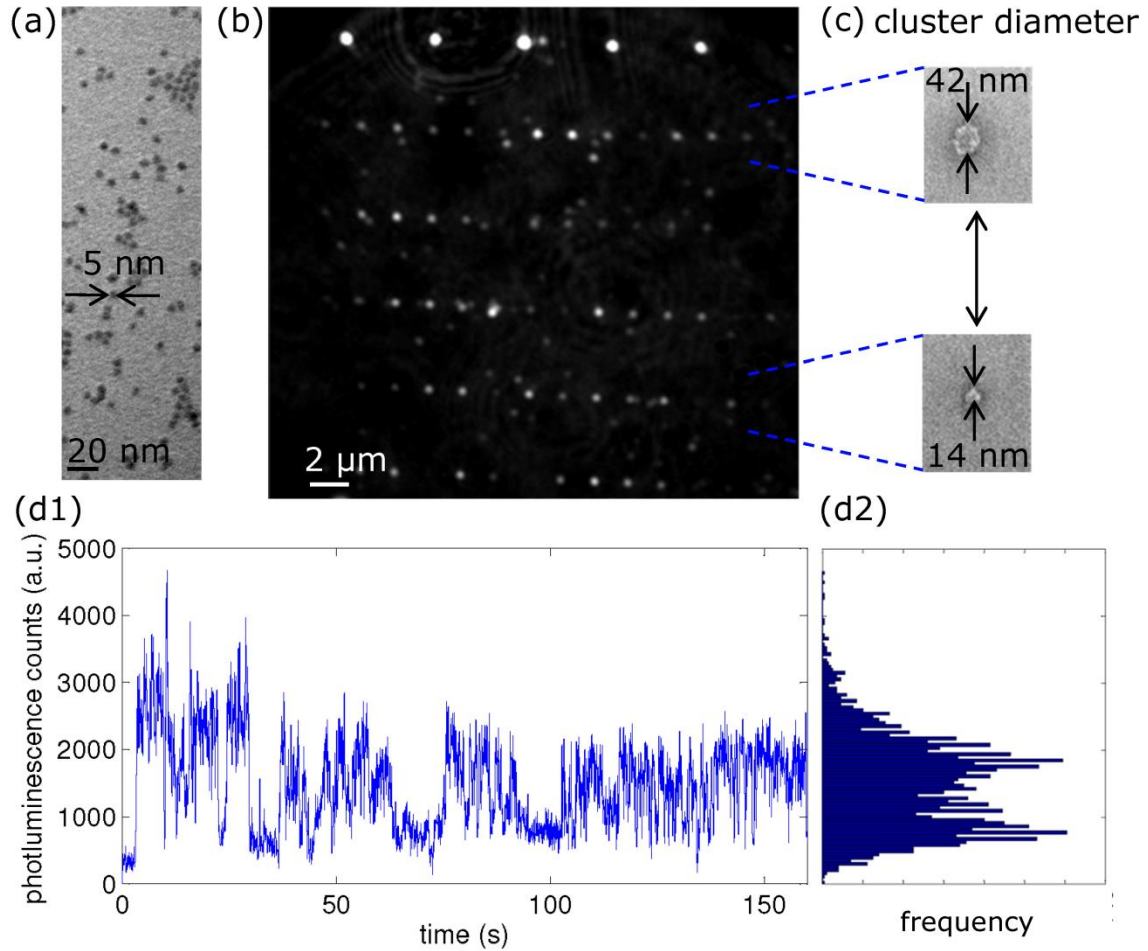 (a)
(b)
(c) cluster diameter
5 nm
20 nm
2 μm
42 nm
14 nm
(d1)
(d2)
photluminescence counts (a.u.)
5000
4000
3000
2000
1000
0
0
50
100
150
time (s)
frequency